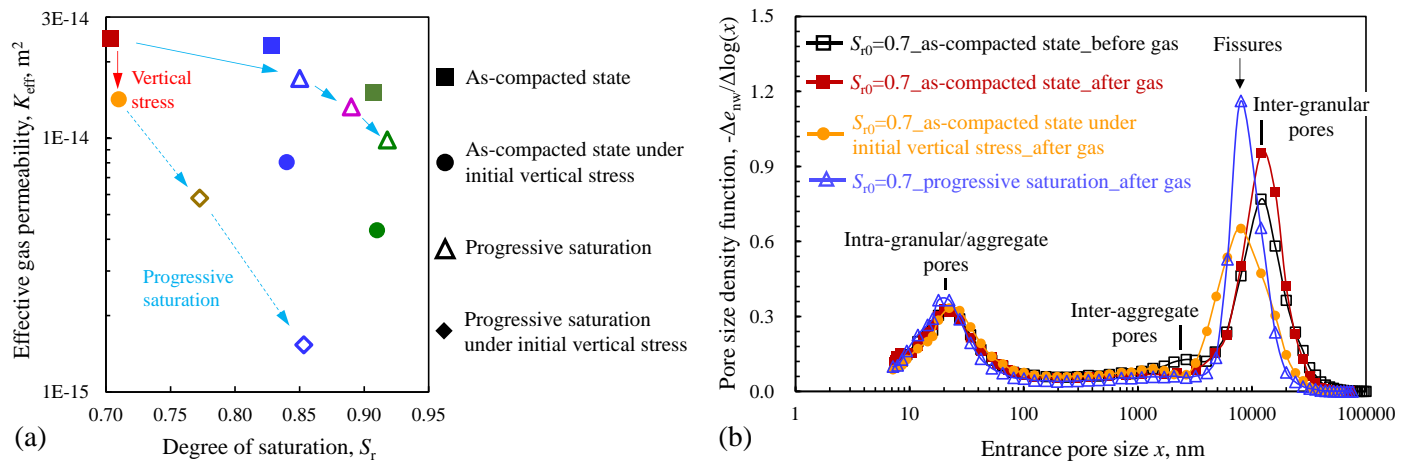 3E-14
1E-14
1E-15
Effective gas permeability, Keff, m²
0.70
0.75
0.80
0.85
0.90
0.95
Degree of saturation, Sr
(a)
Vertical
stress
Progressive
saturation
As-compacted state
As-compacted state under
initial vertical stress
Progressive saturation
Progressive saturation
under initial vertical stress
1.5
1.2
0.9
0.6
0.3
0.0
Pore size density function, -Δenw/Δlog(x)
Sr0=0.7_as-compacted state_before gas
Sr0=0.7_as-compacted state_after gas
Sr0=0.7_as-compacted state under
initial vertical stress_after gas
Sr0=0.7_progressive saturation_after gas
Fissures
Inter-granular
pores
Intra-granular/aggregate
pores
Inter-aggregate
pores
1
10
100
1000
10000
100000
Entrance pore size x, nm
(b)